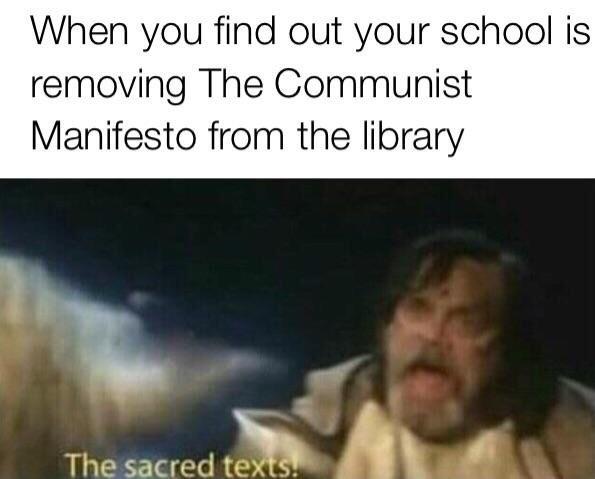 When you find out your school is
removing The Communist
Manifesto from the library
The sacred texts!